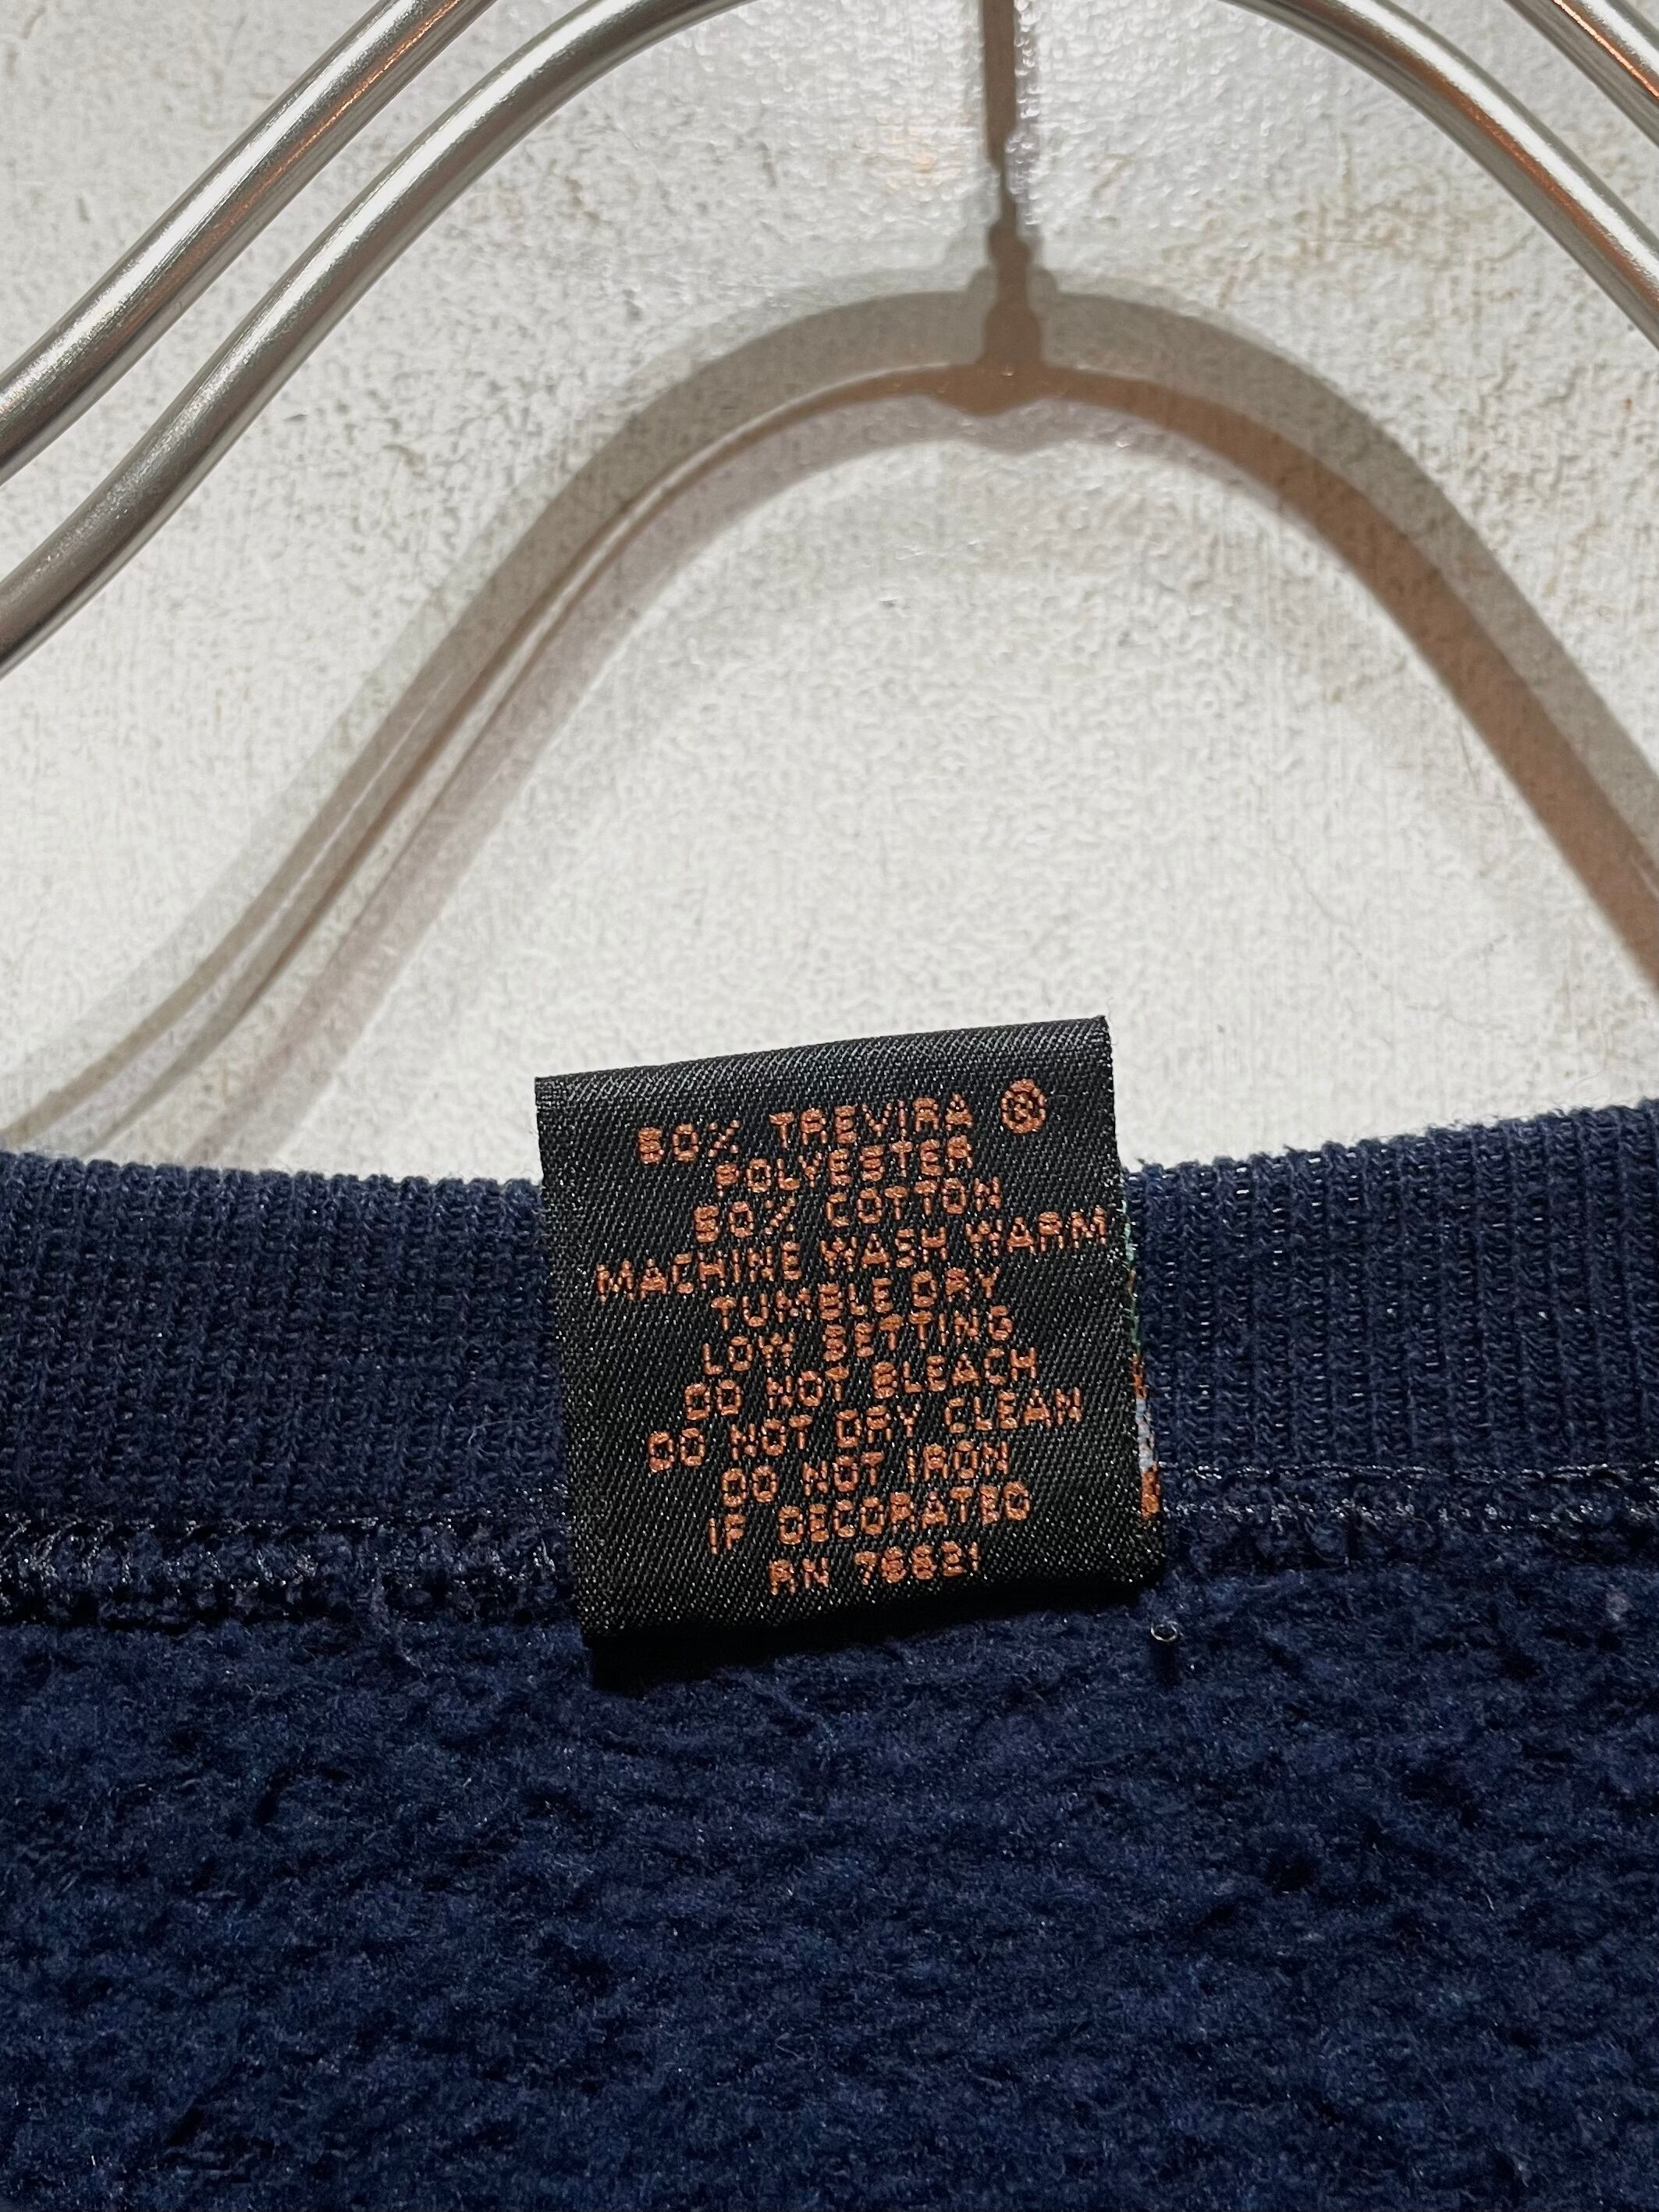 50% TREVIRA ®
POLYESTER
50% COTTON
MACHINE WASH WARM
TUMBLE DRY
LOW SETTING
DO NOT BLEACH
DO NOT DRY CLEAN
DO NOT IRON
IF DECORATED
RN 76621